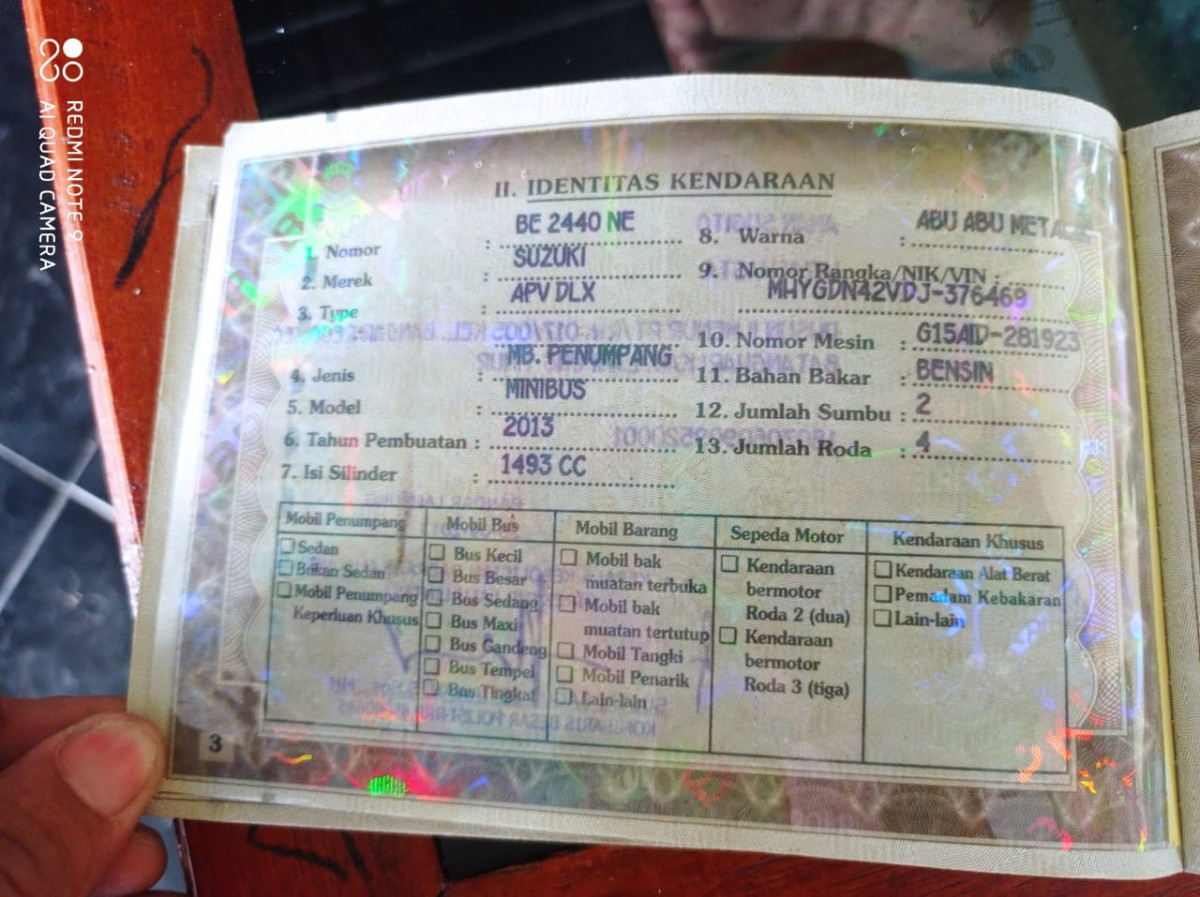 REDMI NOTE 9
AI QUAD CAMERA
II. IDENTITAS KENDARAAN
1. Nomor : BE 2440 NE
2. Merek : SUZUKI
3. Type : APV DLX
4. Jenis : MB. PENUMPANG
5. Model : MINIBUS
6. Tahun Pembuatan : 2013
7. Isi Silinder : 1493 CC
8. Warna : ABU ABU META
9. Nomor Rangka/NIK/VIN :
MHYGDN42VDJ-376469
10. Nomor Mesin : G15AID-281923
11. Bahan Bakar : BENSIN
12. Jumlah Sumbu : 2
13. Jumlah Roda : 4
Mobil Penumpang
Sedan
Bukan Sedan
Mobil Penumpang
Keperluan Khusus
Mobil Bus
Bus Kecil
Bus Besar
Bus Sedang
Bus Maxi
Bus Gandeng
Bus Tempel
Bus Tingkat
Mobil Barang
Mobil bak
muatan terbuka
Mobil bak
muatan tertutup
Mobil Tangki
Mobil Penarik
Lain-lain
Sepeda Motor
Kendaraan
bermotor
Roda 2 (dua)
Kendaraan
bermotor
Roda 3 (tiga)
Kendaraan Khusus
Kendaraan Alat Berat
Pemadam Kebakaran
Lain-lain
3